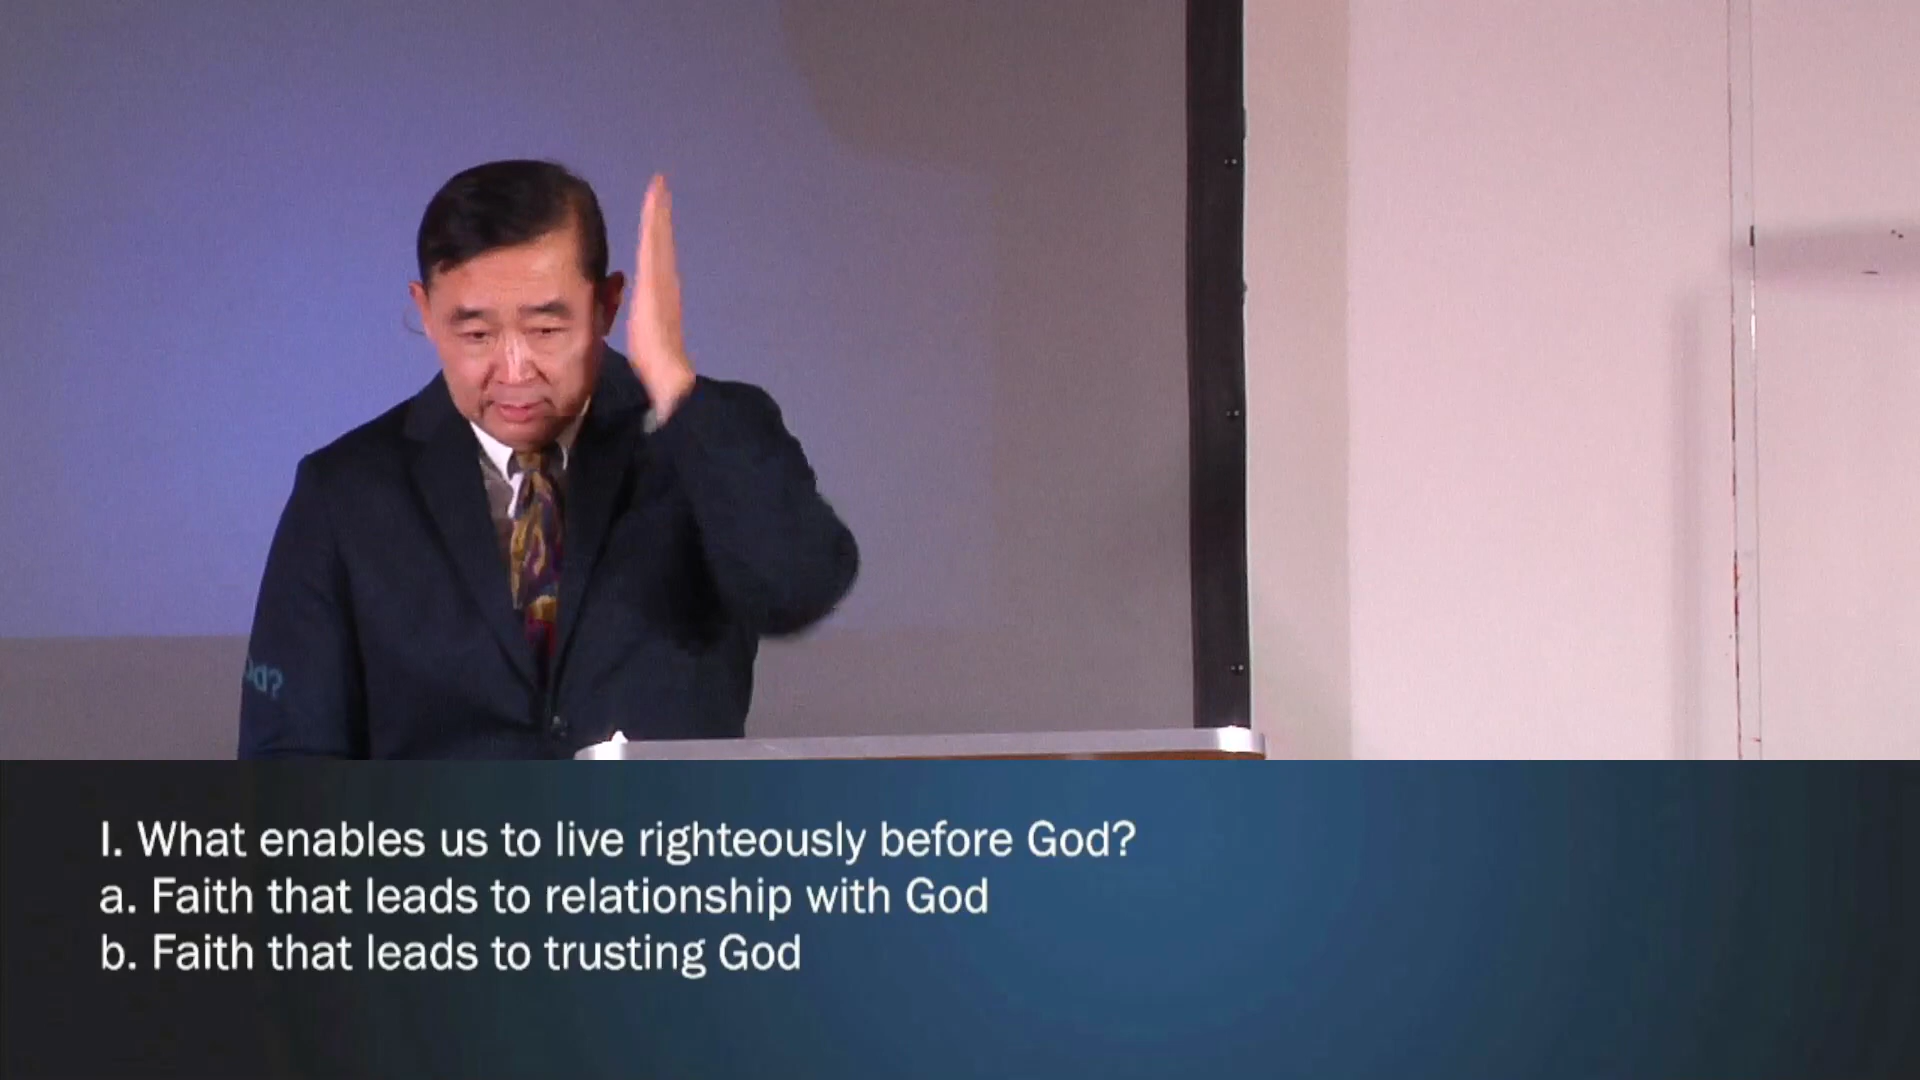 I. What enables us to live righteously before God?
a. Faith that leads to relationship with God
b. Faith that leads to trusting God